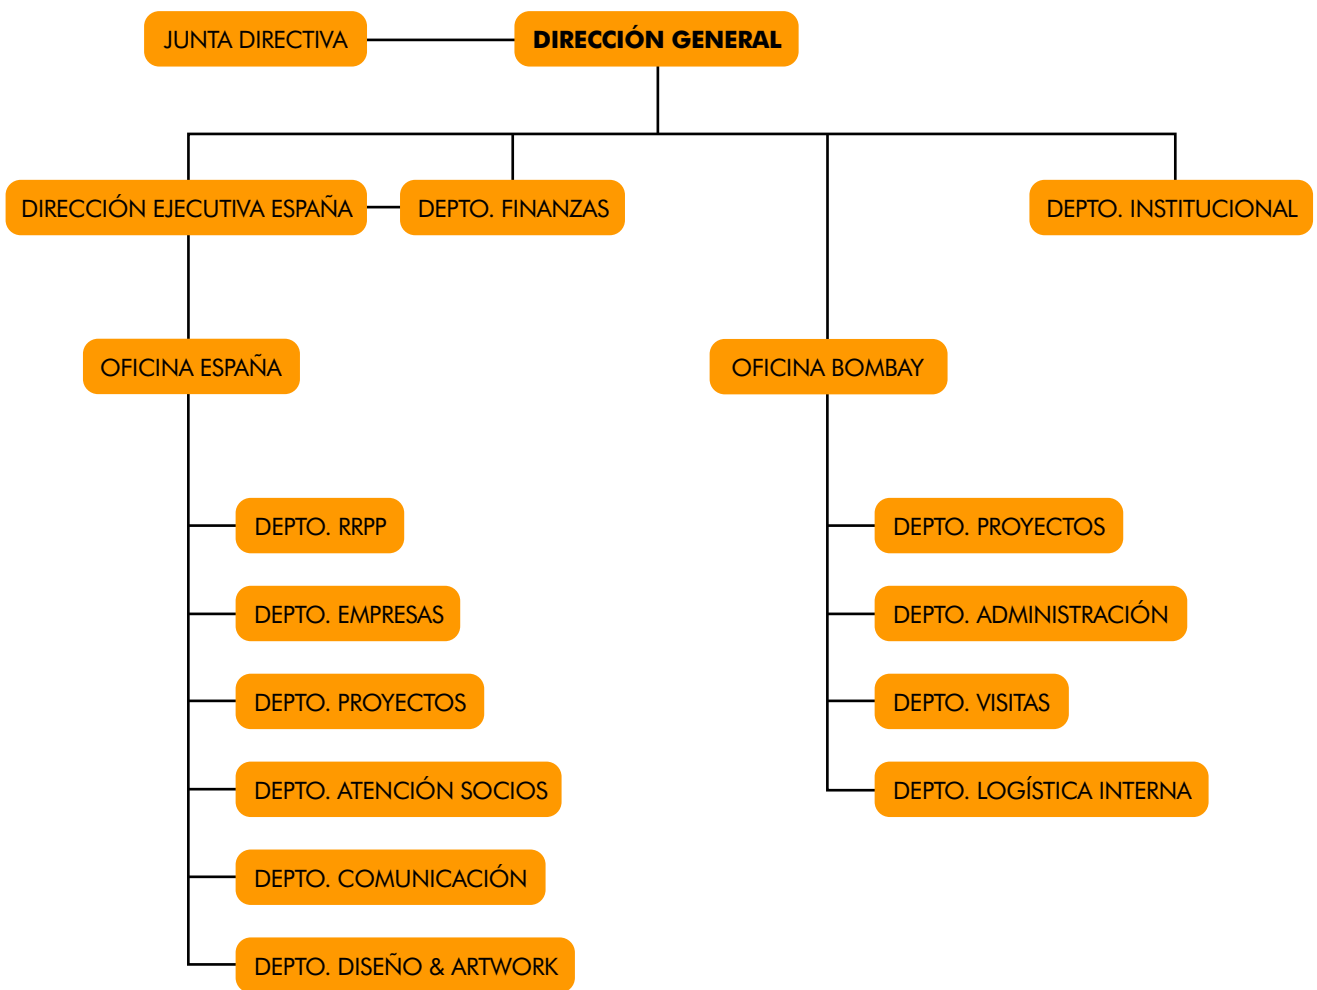 JUNTA DIRECTIVA
DIRECCIÓN GENERAL
DIRECCIÓN EJECUTIVA ESPAÑA
DEPTO. FINANZAS
DEPTO. INSTITUCIONAL
OFICINA ESPAÑA
OFICINA BOMBAY
DEPTO. RRPP
DEPTO. EMPRESAS
DEPTO. PROYECTOS
DEPTO. ATENCIÓN SOCIOS
DEPTO. COMUNICACIÓN
DEPTO. DISEÑO & ARTWORK
DEPTO. PROYECTOS
DEPTO. ADMINISTRACIÓN
DEPTO. VISITAS
DEPTO. LOGÍSTICA INTERNA